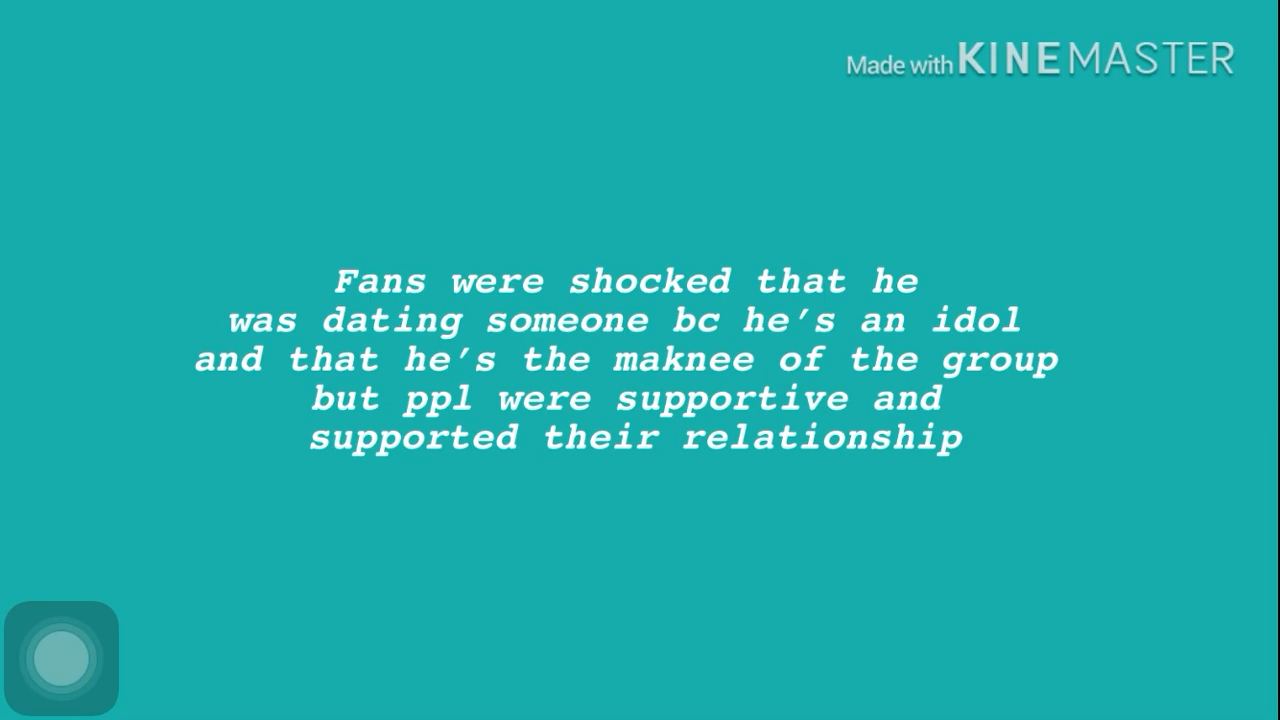 Made with KINEMASTER
Fans were shocked that he
was dating someone bc he's an idol
and that he's the maknee of the group
but ppl were supportive and
supported their relationship